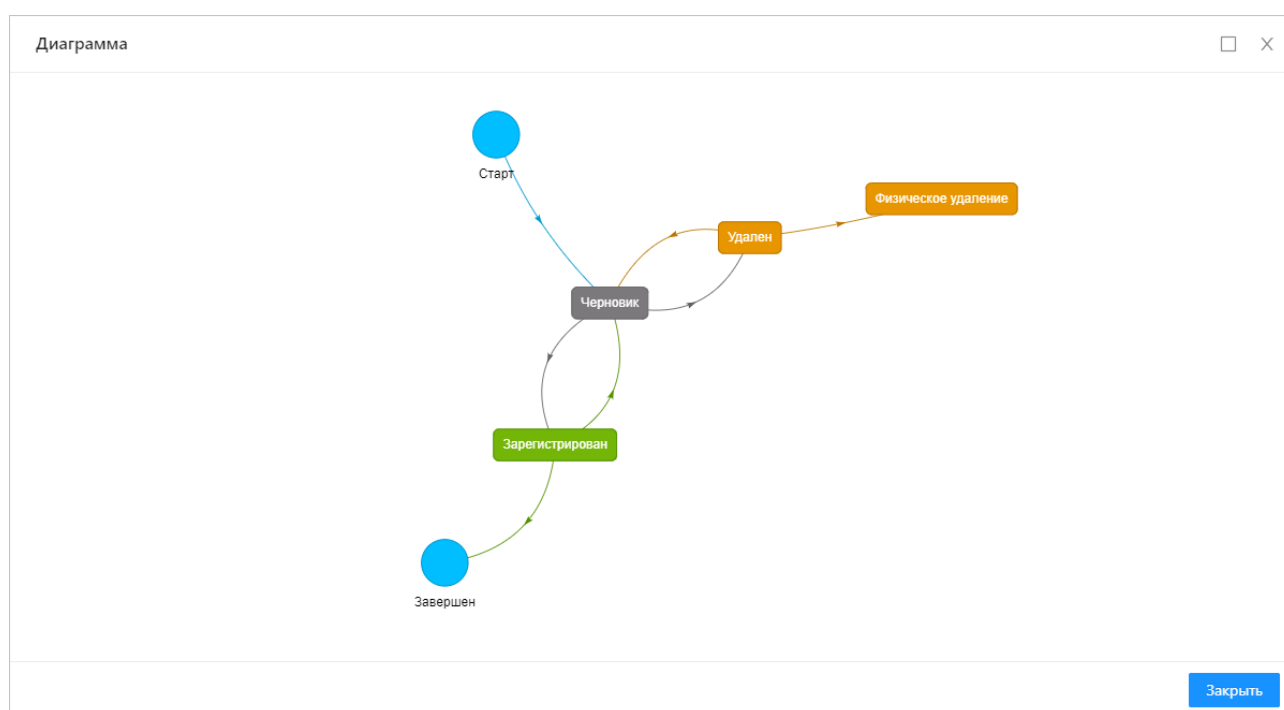 Диаграмма
Старт
Физическое удаление
Удален
Черновик
Зарегистрирован
Завершен
Закрыть